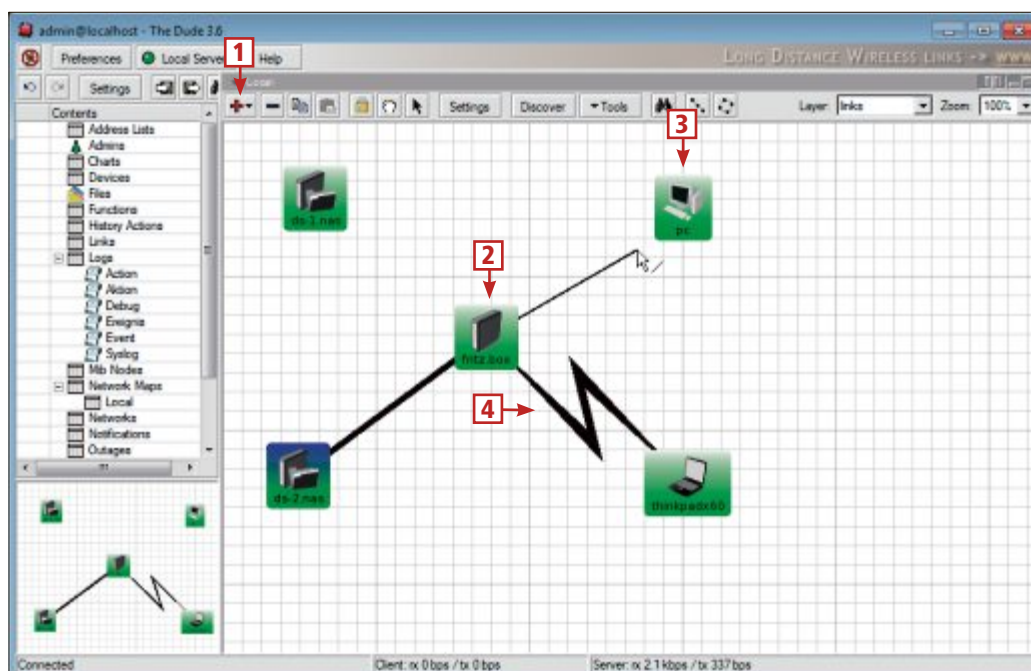 admin@localhost - The Dude 3.6
Preferences
Local Server
Help
LONG DISTANCE WIRELESS LINKS -> WWW
1
Settings
Settings
Discover
Tools
Layer: links
Zoom: 100%
Contents
Address Lists
Admins
Charts
Devices
Files
Functions
History Actions
Links
Logs
Action
Aktion
Debug
Ereignis
Event
Syslog
Mib Nodes
Network Maps
Local
Networks
Notifications
Outages
3
ds-1.nas
pc
2
fritz.box
4
ds-2.nas
thinkpadx60
Connected
Client: rx 0 bps / tx 0 bps
Server: rx 2.1 kbps / tx 337 bps